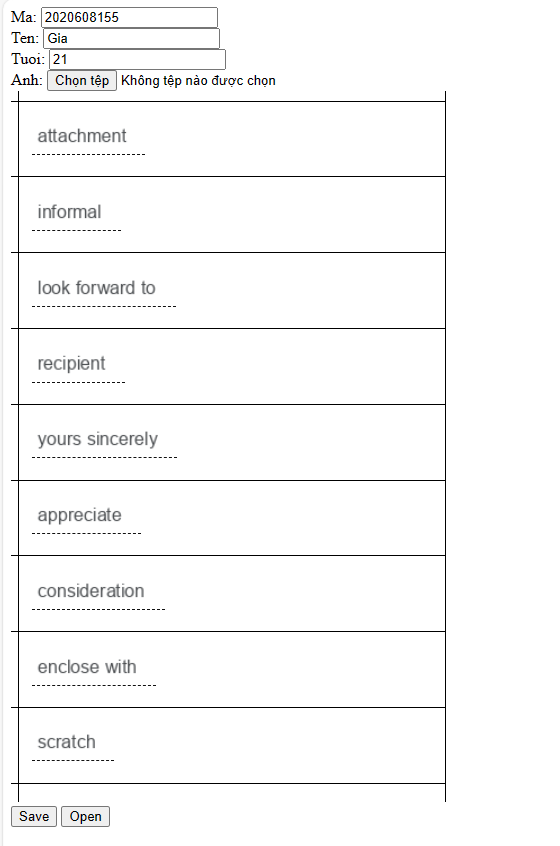 Ma: 2020608155
Ten: Gia
Tuoi: 21
Anh: Chọn tệp Không tệp nào được chọn
attachment
informal
look forward to
recipient
yours sincerely
appreciate
consideration
enclose with
scratch
Save Open